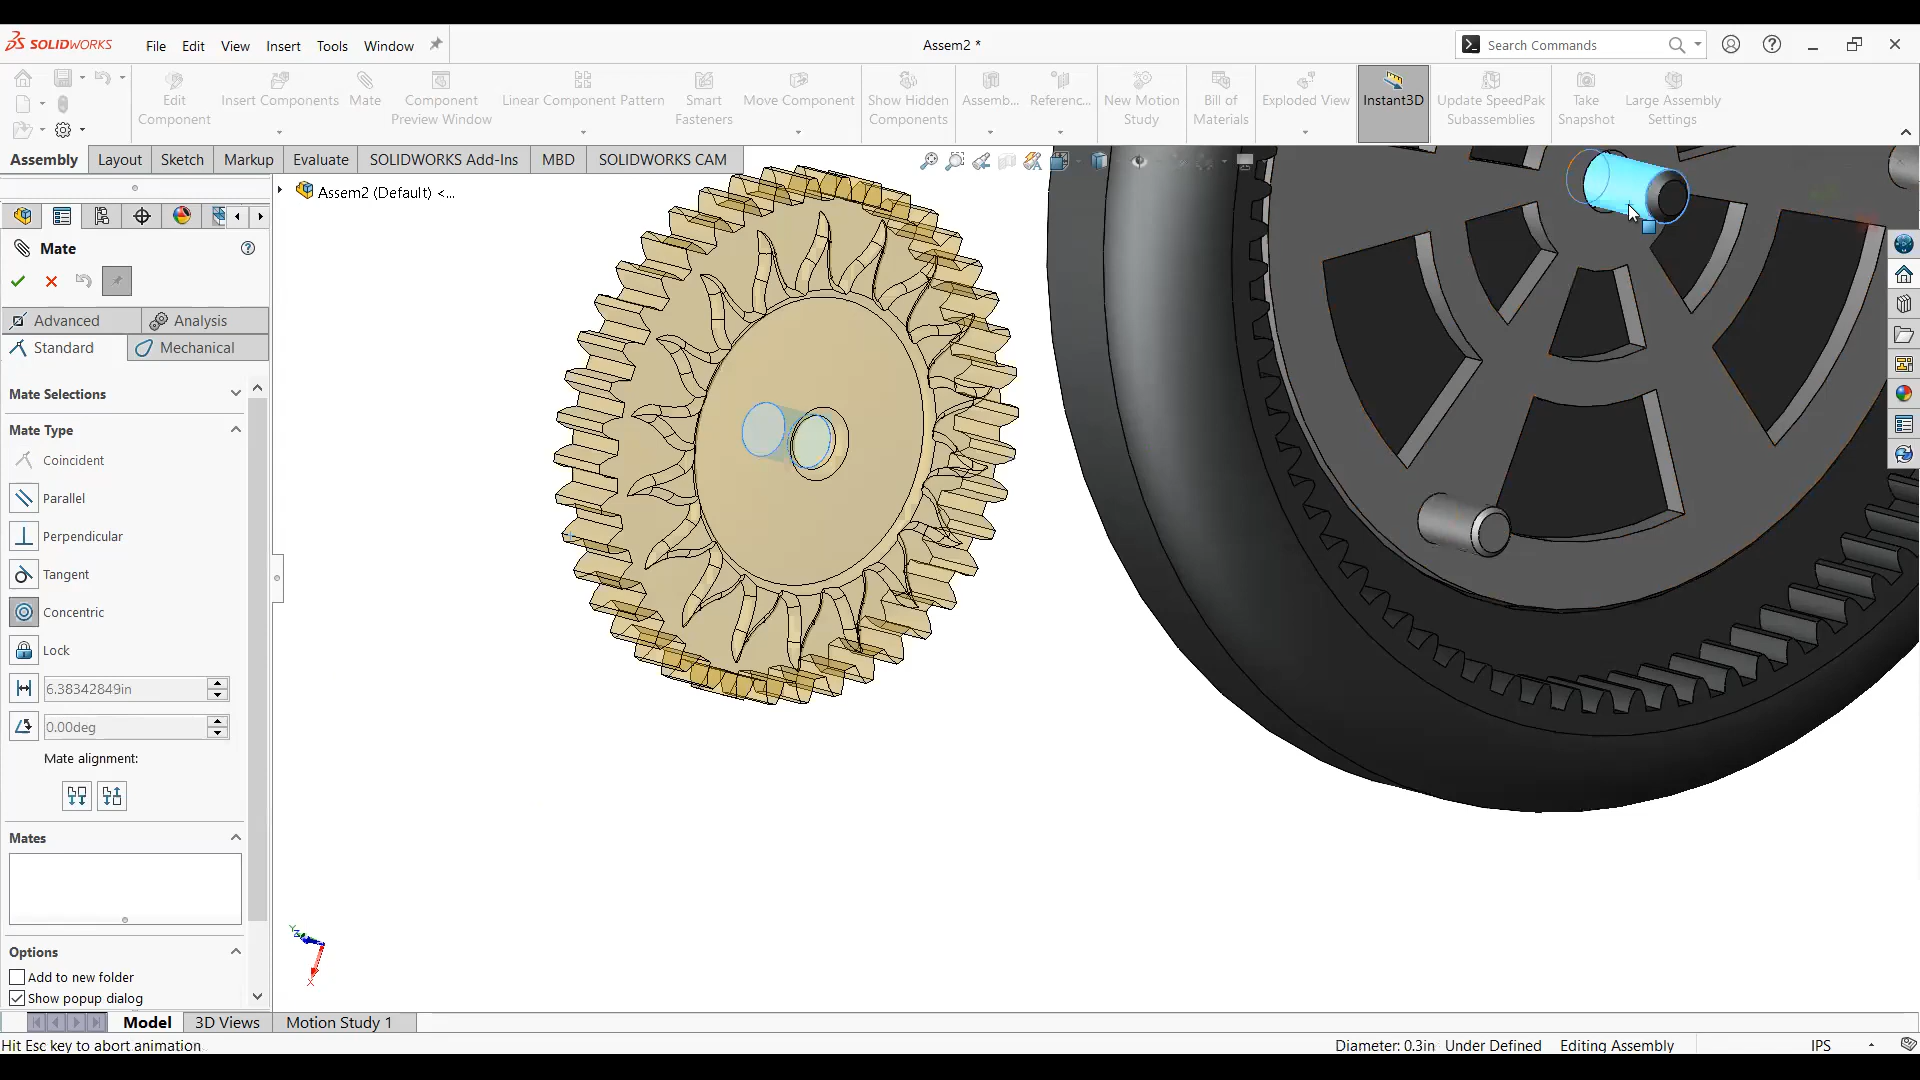 SOLIDWORKS File Edit View Insert Tools Window Assem2 * Search Commands
Edit Component
Insert Components
Mate
Component Preview Window
Linear Component Pattern
Smart Fasteners
Move Component
Show Hidden Components
Assemb...
Referenc...
New Motion Study
Bill of Materials
Exploded View
Instant3D
Update SpeedPak Subassemblies
Take Snapshot
Large Assembly Settings
Assembly Layout Sketch Markup Evaluate SOLIDWORKS Add-Ins MBD SOLIDWORKS CAM
Assem2 (Default) <...
Mate
Advanced Analysis
Standard Mechanical
Mate Selections
Mate Type
Coincident
Parallel
Perpendicular
Tangent
Concentric
Lock
6.38342849in
0.00deg
Mate alignment:
Mates
Options
Add to new folder
Show popup dialog
Y
Z
X
Model 3D Views Motion Study 1
Hit Esc key to abort animation Diameter: 0.3in Under Defined Editing Assembly IPS